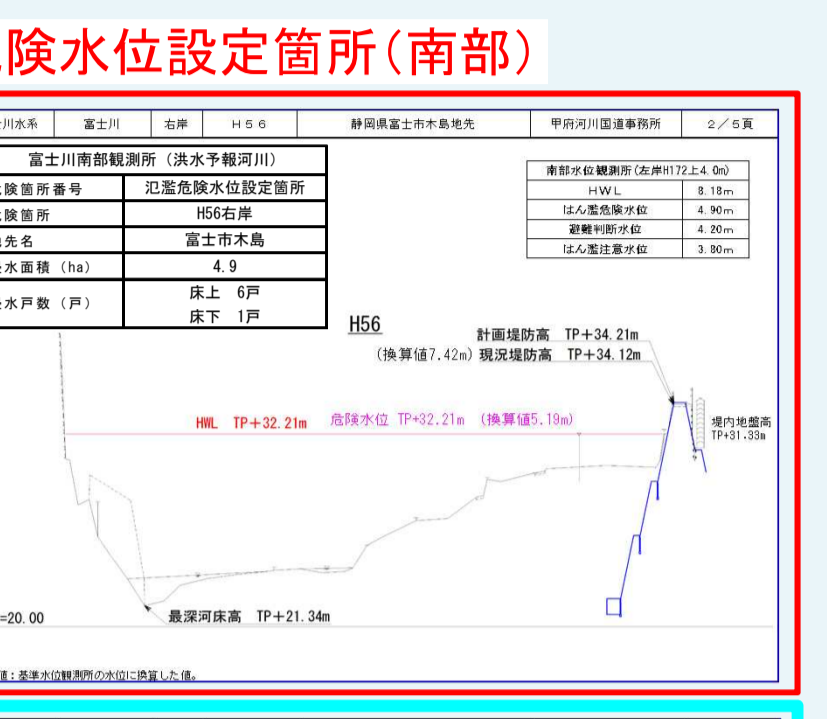 険水位設定箇所(南部)
川水系 富士川 右岸 H56 静岡県富士市木島地先 甲府河川国道事務所 2/5頁
富士川南部観測所(洪水予報河川)
険箇所番号 氾濫危険水位設定箇所
険箇所 H56右岸
先名 富士市木島
水面積(ha) 4.9
水戸数(戸) 床上 6戸
床下 1戸
南部水位観測所(左岸H172上4.0m)
HWL 8.18m
はん濫危険水位 4.90m
避難判断水位 4.20m
はん濫注意水位 3.80m
H56
計画堤防高 TP+34.21m
(換算値7.42m) 現況堤防高 TP+34.12m
HWL TP+32.21m 危険水位 TP+32.21m (換算値5.19m)
堤内地盤高
TP+31.33m
=20.00
最深河床高 TP+21.34m
値:基準水位観測所の水位に換算した値。